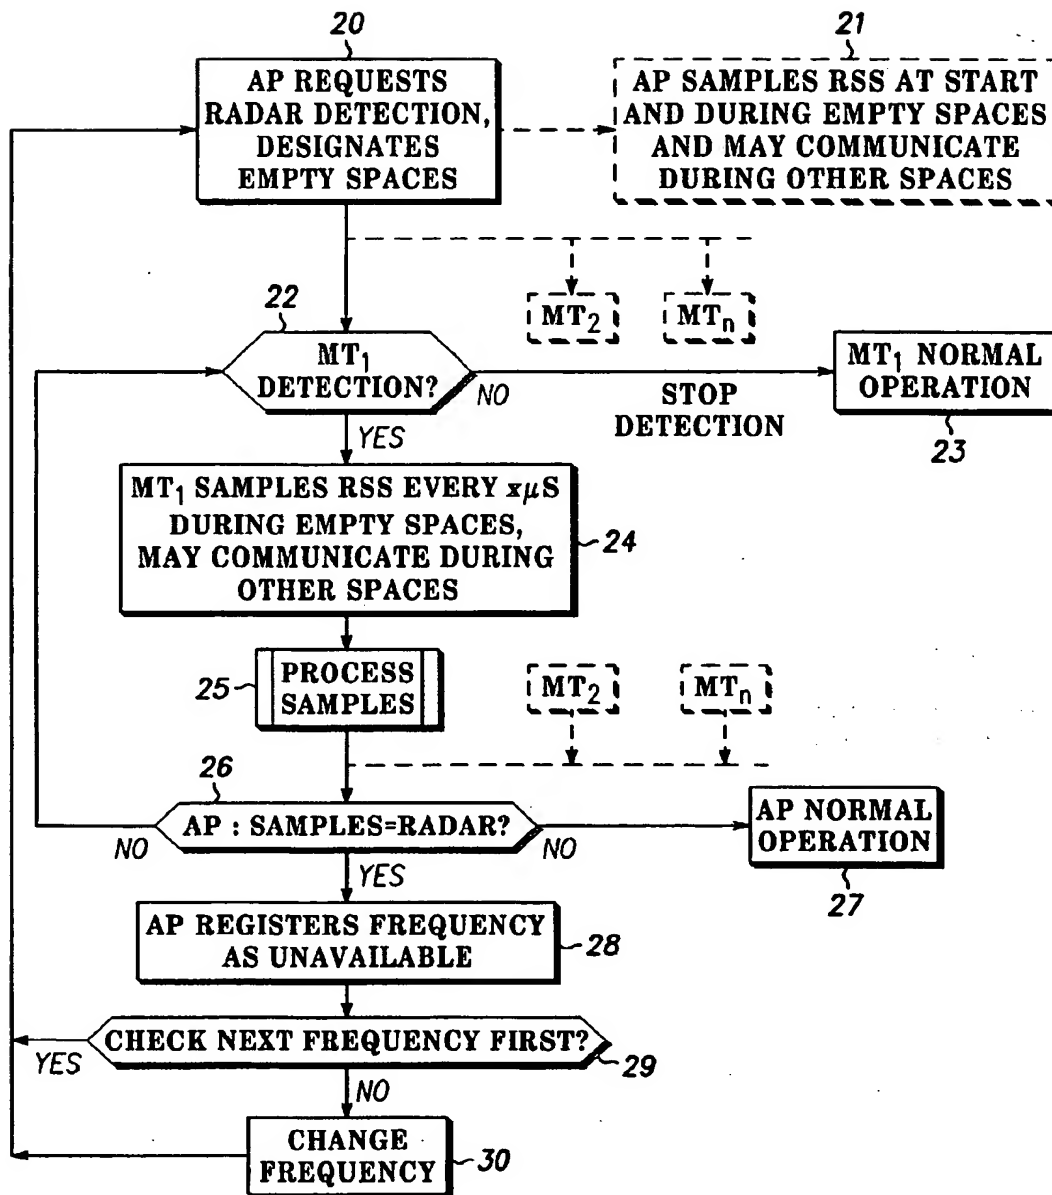 20
AP REQUESTS
RADAR DETECTION,
DESIGNATES
EMPTY SPACES
21
AP SAMPLES RSS AT START
AND DURING EMPTY SPACES
AND MAY COMMUNICATE
DURING OTHER SPACES
MT2
MTn
22
MT1
DETECTION?
NO
STOP
DETECTION
MT1 NORMAL
OPERATION
23
YES
MT1 SAMPLES RSS EVERY xμS
DURING EMPTY SPACES,
MAY COMMUNICATE DURING
OTHER SPACES
24
25
PROCESS
SAMPLES
MT2
MTn
26
AP : SAMPLES=RADAR?
NO
NO
AP NORMAL
OPERATION
27
YES
AP REGISTERS FREQUENCY
AS UNAVAILABLE
28
CHECK NEXT FREQUENCY FIRST?
29
YES
NO
CHANGE
FREQUENCY
30